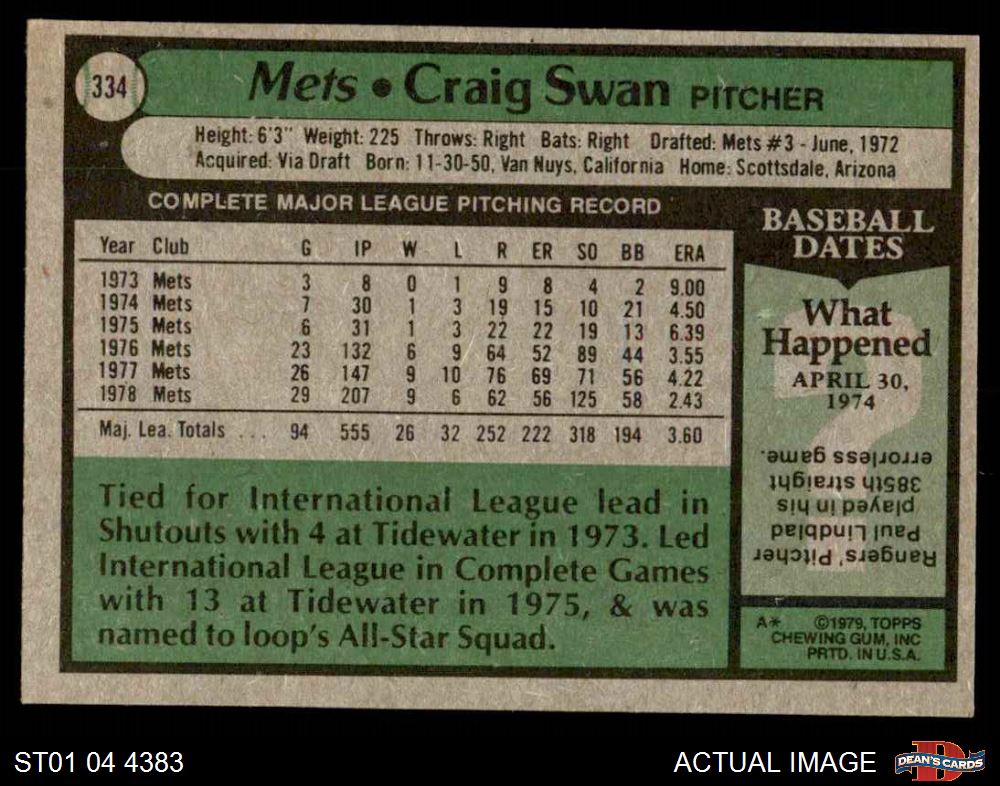 334
Mets • Craig Swan PITCHER
Height: 6'3" Weight: 225 Throws: Right Bats: Right Drafted: Mets #3 - June, 1972
Acquired: Via Draft Born: 11-30-50, Van Nuys, California Home: Scottsdale, Arizona
COMPLETE MAJOR LEAGUE PITCHING RECORD
Year Club G IP W L R ER SO BB ERA
1973 Mets 3 8 0 1 9 8 4 2 9.00
1974 Mets 7 30 1 3 19 15 10 21 4.50
1975 Mets 6 31 1 3 22 22 19 13 6.39
1976 Mets 23 132 6 9 64 52 89 44 3.55
1977 Mets 26 147 9 10 76 69 71 56 4.22
1978 Mets 29 207 9 6 62 56 125 58 2.43
Maj. Lea. Totals ... 94 555 26 32 252 222 318 194 3.60
Tied for International League lead in
Shutouts with 4 at Tidewater in 1973. Led
International League in Complete Games
with 13 at Tidewater in 1975, & was
named to loop's All-Star Squad.
BASEBALL
DATES
What
Happened
APRIL 30,
1974
Rangers' Pitcher
Paul Lindblad
played in his
385th straight
errorless game.
A* ©1979, TOPPS
CHEWING GUM, INC
PRTD. IN U.S.A.
ST01 04 4383
ACTUAL IMAGE
D
DEAN'S CARDS